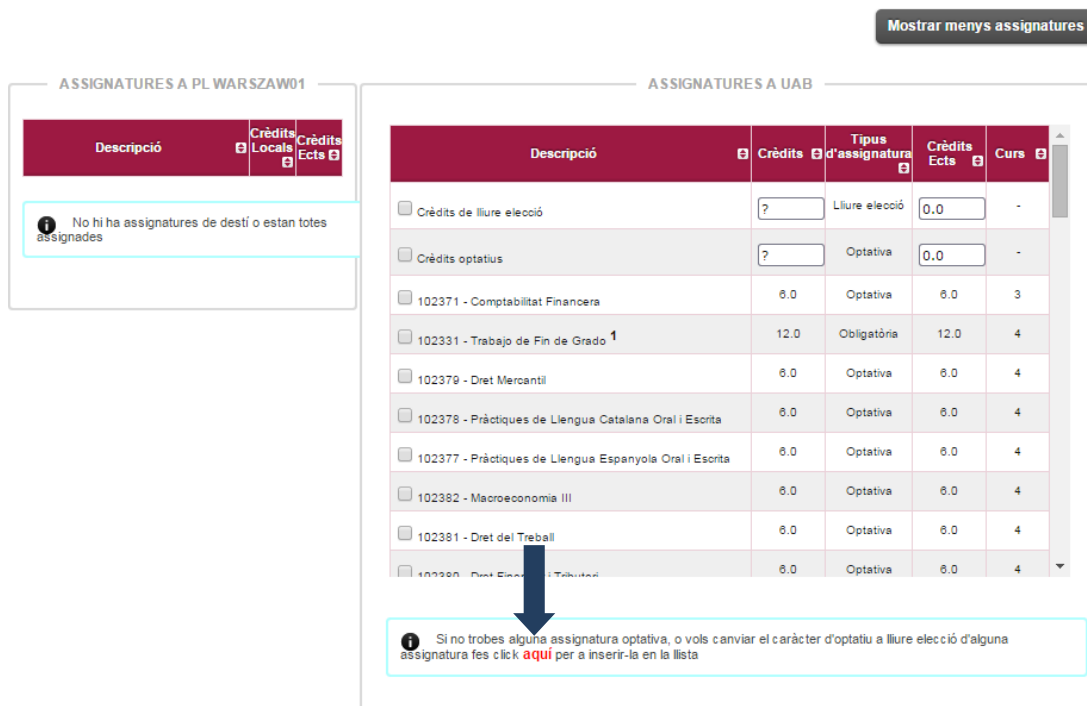 Mostrar menys assignatures
ASSIGNATURES A PL WARSZAW01
Descripció Crèdits Locals Crèdits Ects
No hi ha assignatures de destí o estan totes
assignades
ASSIGNATURES A UAB
Descripció Crèdits Tipus d'assignatura Crèdits Ects Curs
Crèdits de lliure elecció ? Lliure elecció 0.0 -
Crèdits optatius ? Optativa 0.0 -
102371 - Comptabilitat Financera 6.0 Optativa 6.0 3
102331 - Trabajo de Fin de Grado 1 12.0 Obligatòria 12.0 4
102379 - Dret Mercantil 6.0 Optativa 6.0 4
102378 - Pràctiques de Llengua Catalana Oral i Escrita 6.0 Optativa 6.0 4
102377 - Pràctiques de Llengua Espanyola Oral i Escrita 6.0 Optativa 6.0 4
102382 - Macroeconomia III 6.0 Optativa 6.0 4
102381 - Dret del Treball 6.0 Optativa 6.0 4
102380 - Dret i Tributari 6.0 Optativa 6.0 4
Si no trobes alguna assignatura optativa, o vols canviar el caràcter d'optatiu a lliure elecció d'alguna
assignatura fes click aquí per a inserir-la en la llista